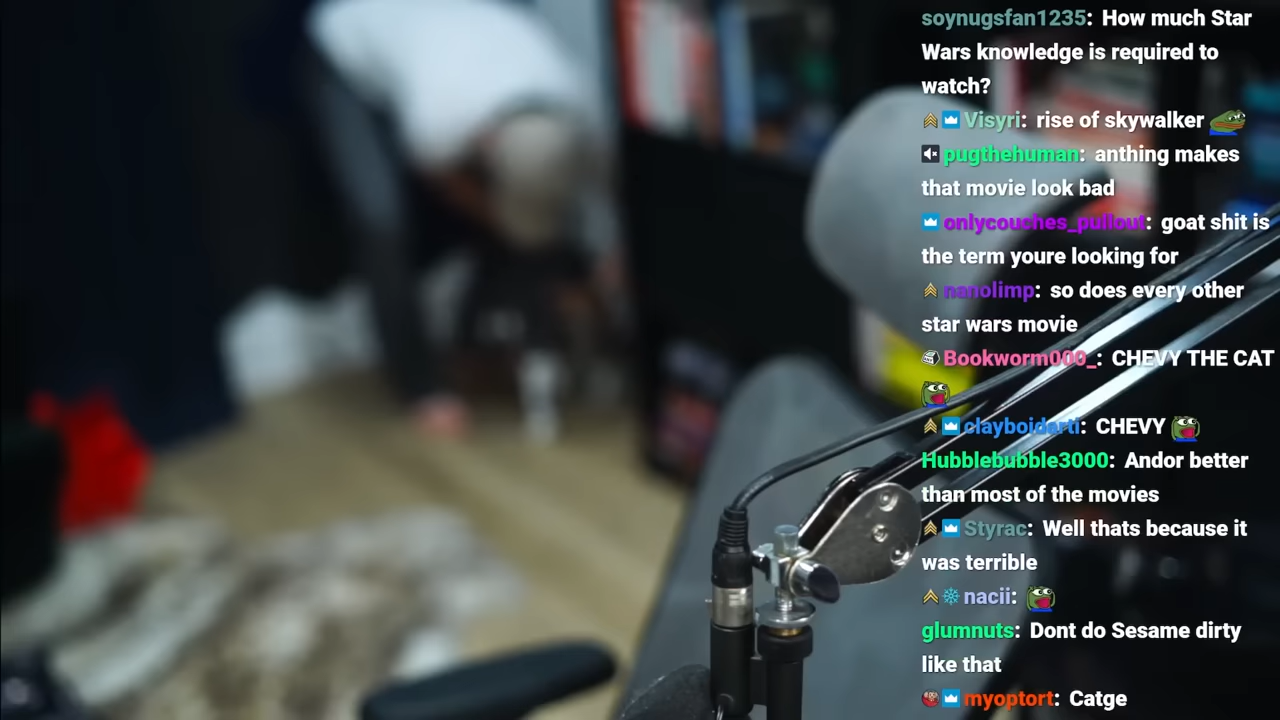 soynugsfan1235: How much Star
Wars knowledge is required to
watch?
Visyri: rise of skywalker
pugthehuman: anthing makes
that movie look bad
onlycouches_pullout: goat shit is
the term youre looking for
nanolimp: so does every other
star wars movie
Bookworm000_: CHEVY THE CAT
clayboidarti: CHEVY
Hubblebubble3000: Andor better
than most of the movies
Styrac: Well thats because it
was terrible
nacii:
glumnuts: Dont do Sesame dirty
like that
myoptort: Catge